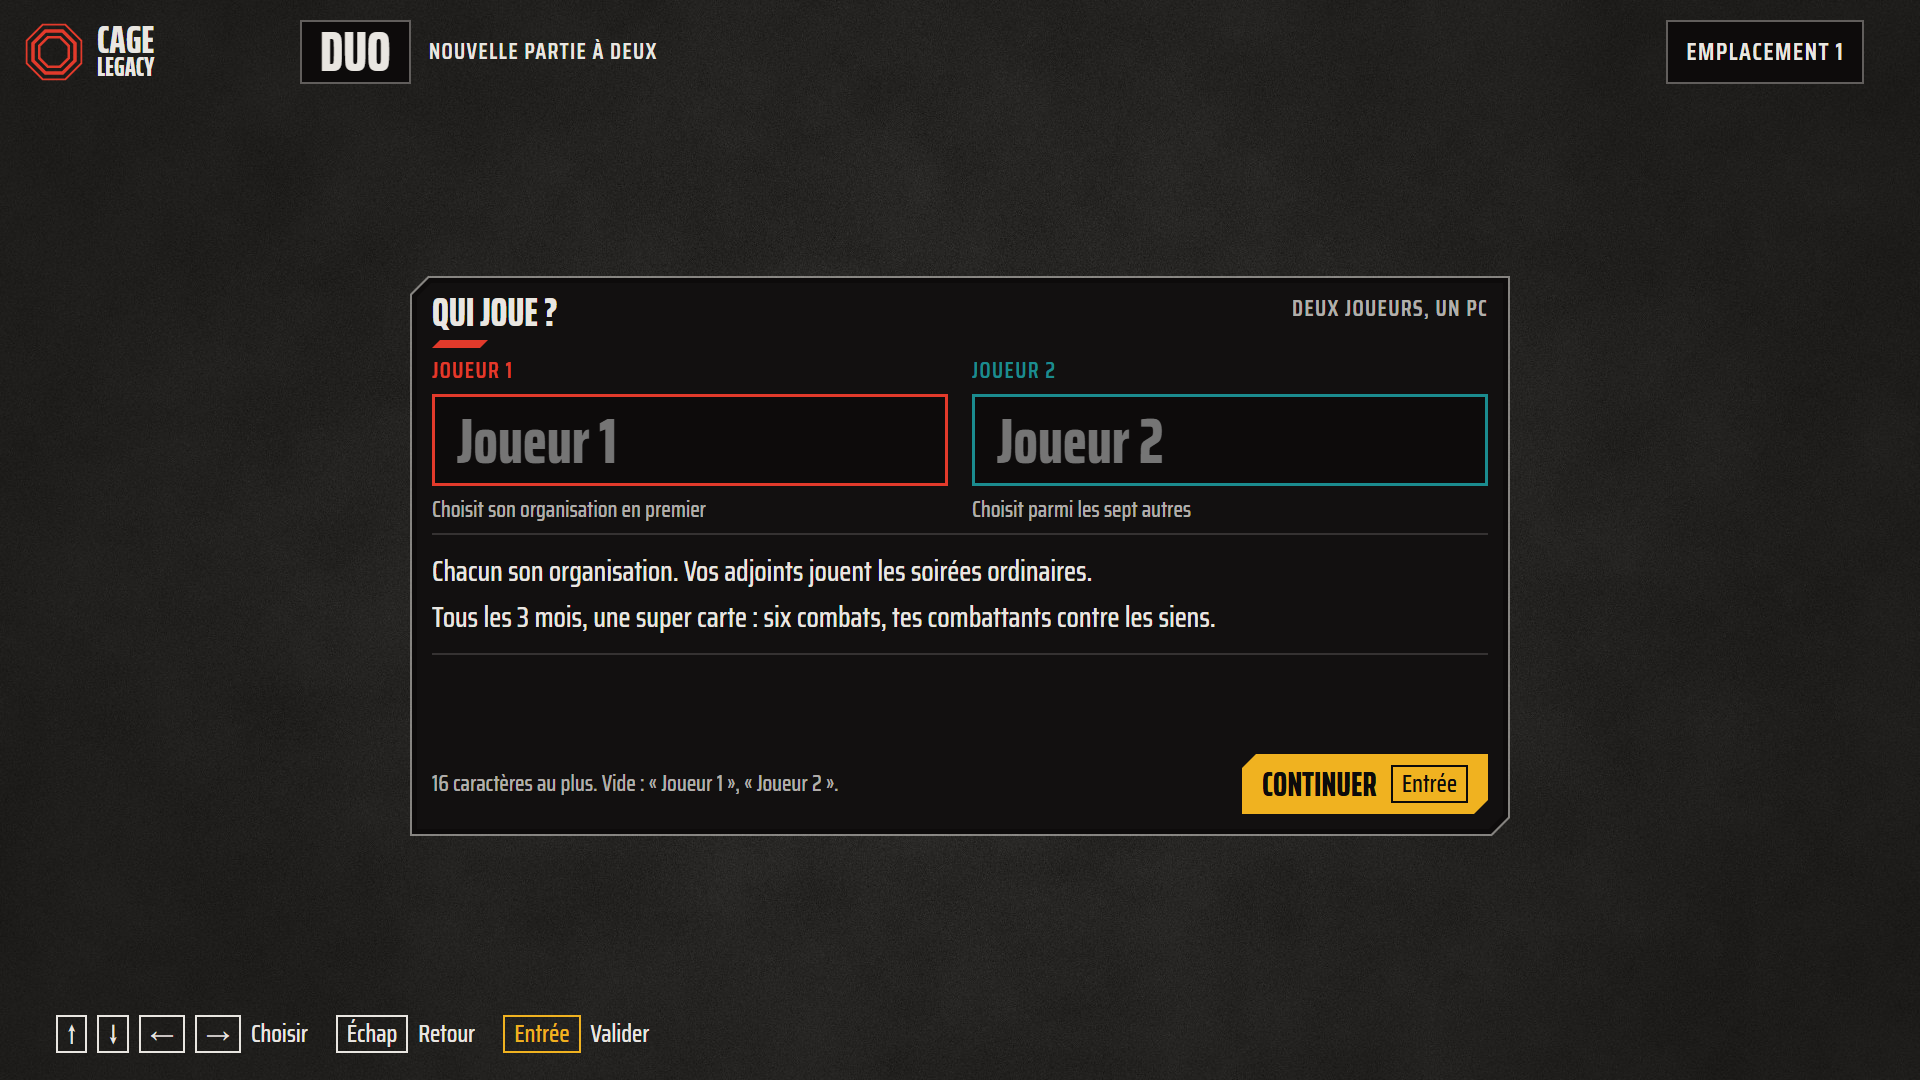 CAGE
LEGACY
DUO
NOUVELLE PARTIE À DEUX
EMPLACEMENT 1
QUI JOUE ?
DEUX JOUEURS, UN PC
JOUEUR 1
JOUEUR 2
Joueur 1
Joueur 2
Choisit son organisation en premier
Choisit parmi les sept autres
Chacun son organisation. Vos adjoints jouent les soirées ordinaires.
Tous les 3 mois, une super carte : six combats, tes combattants contre les siens.
16 caractères au plus. Vide : « Joueur 1 », « Joueur 2 ».
CONTINUER Entrée
↑ ↓ ← → Choisir Échap Retour Entrée Valider